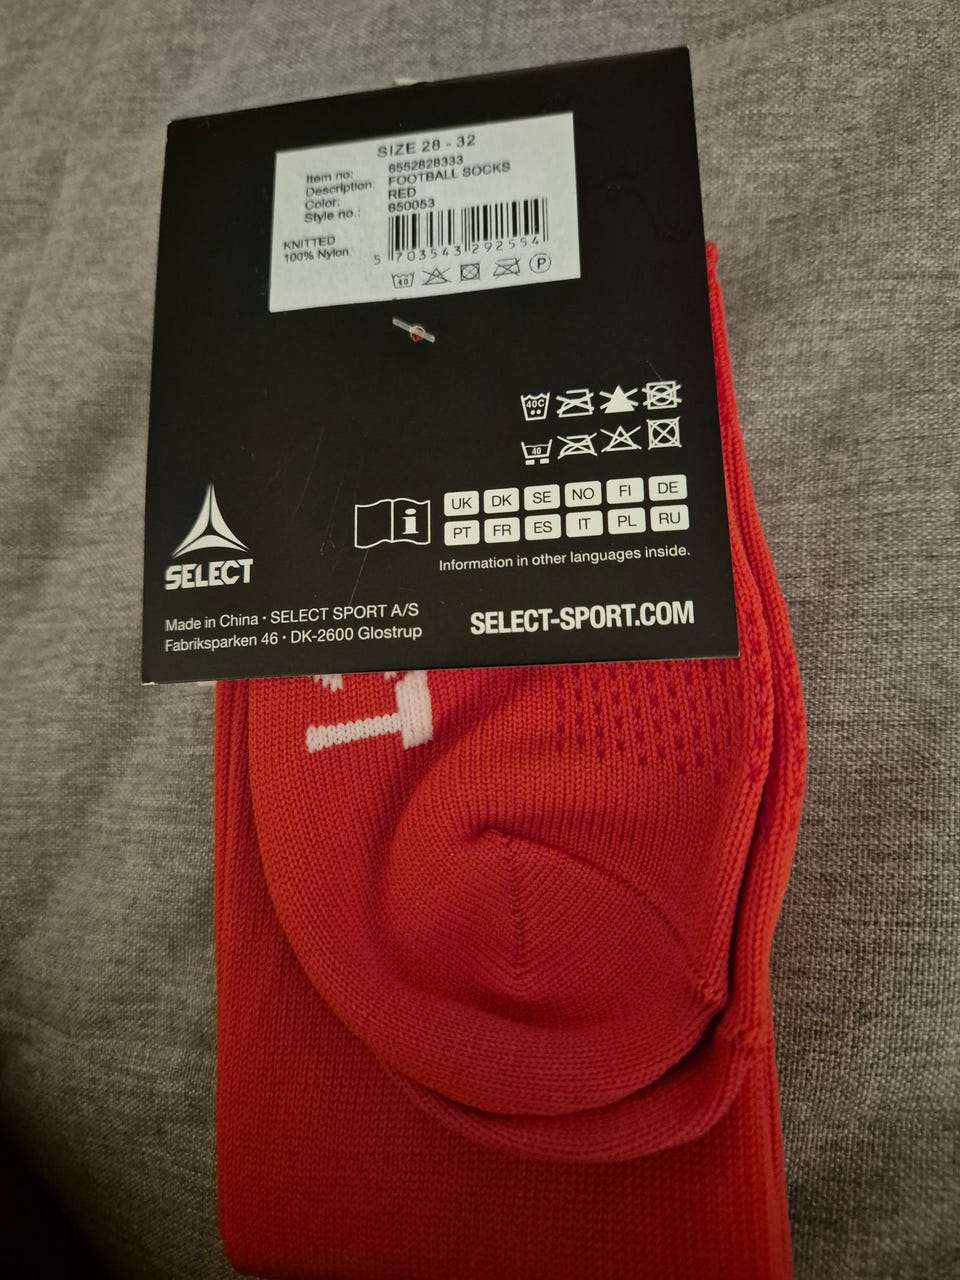 SIZE 28 - 32
Item no: 6552828333
Description: FOOTBALL SOCKS
Color: RED
Style no.: 650053
KNITTED
100% Nylon
5 703543 292554
40 P
40C
40
UK DK SE NO FI DE
PT FR ES IT PL RU
i
Information in other languages inside.
SELECT
Made in China · SELECT SPORT A/S
Fabriksparken 46 · DK-2600 Glostrup
SELECT-SPORT.COM